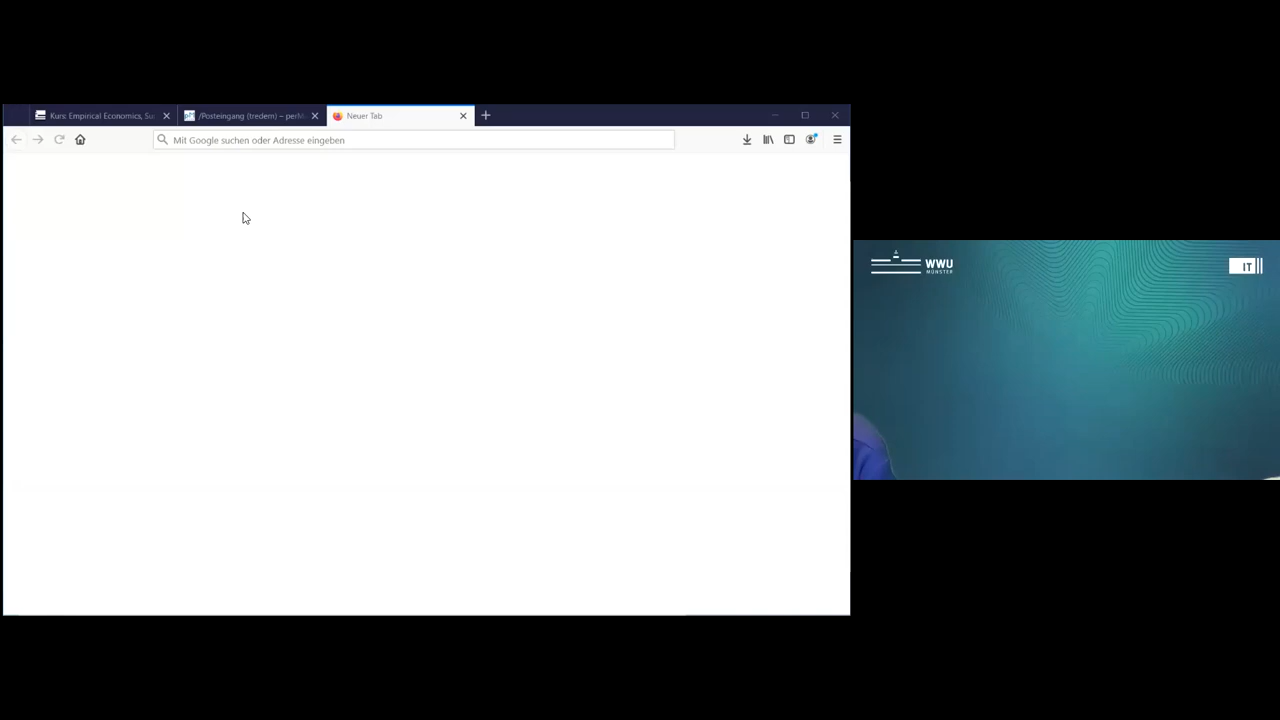 Kurs: Empirical Economics, Su
/Posteingang (tredem) – perM
Neuer Tab
Mit Google suchen oder Adresse eingeben
WWU
MÜNSTER
IT